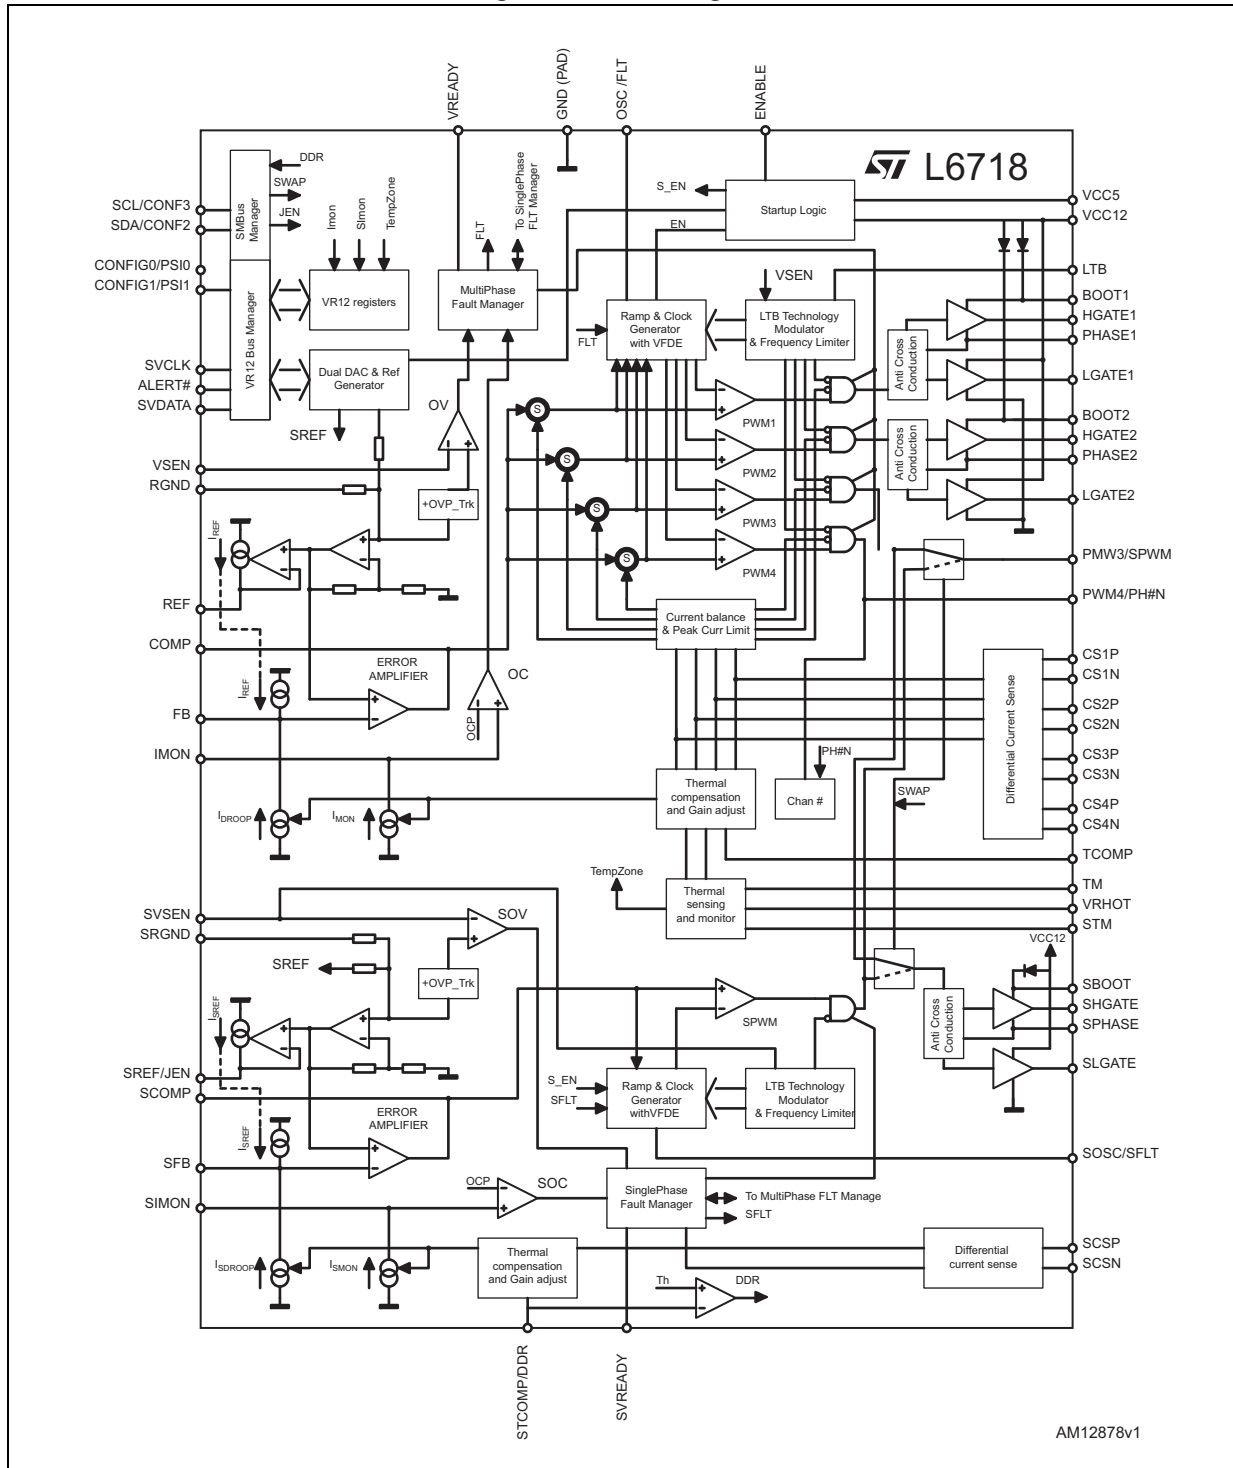 VREADY
GND (PAD)
OSC /FLT
ENABLE
ST L6718
DDR
SWAP
JEN
SMBus
Manager
SCL/CONF3
SDA/CONF2
CONFIG0/PSI0
CONFIG1/PSI1
VR12 Bus Manager
SVCLK
ALERT#
SVDATA
Imon
SImon
TempZone
VR12 registers
Dual DAC & Ref
Generator
SREF
FLT
To SinglePhase
FLT Manager
MultiPhase
Fault Manager
S_EN
EN
Startup Logic
VCC5
VCC12
LTB
BOOT1
HGATE1
PHASE1
LGATE1
BOOT2
HGATE2
PHASE2
LGATE2
VSEN
FLT
Ramp & Clock
Generator
with VFDE
LTB Technology
Modulator
& Frequency Limiter
Anti Cross
Conduction
Anti Cross
Conduction
OV
S
S
S
S
PWM1
PWM2
PWM3
PWM4
VSEN
RGND
+OVP_Trk
IREF
REF
COMP
IREF
ERROR
AMPLIFIER
FB
OC
OCP
IMON
IDROOP
IMON
Current balance
& Peak Curr Limit
PMW3/SPWM
PWM4/PH#N
CS1P
CS1N
CS2P
CS2N
CS3P
CS3N
CS4P
CS4N
Differential Current Sense
PH#N
Chan #
SWAP
Thermal
compensation
and Gain adjust
TCOMP
TempZone
Thermal
sensing
and monitor
TM
VRHOT
STM
SVSEN
SRGND
SOV
SREF
+OVP_Trk
ISREF
SREF/JEN
SCOMP
ISREF
ERROR
AMPLIFIER
SFB
SIMON
SPWM
S_EN
SFLT
Ramp & Clock
Generator
withVFDE
LTB Technology
Modulator
& Frequency Limiter
VCC12
Anti Cross
Conduction
SBOOT
SHGATE
SPHASE
SLGATE
SOSC/SFLT
OCP
SOC
SinglePhase
Fault Manager
To MultiPhase FLT Manage
SFLT
ISDROOP
ISMON
Thermal
compensation
and Gain adjust
Th
DDR
Differential
current sense
SCSP
SCSN
STCOMP/DDR
SVREADY
AM12878v1